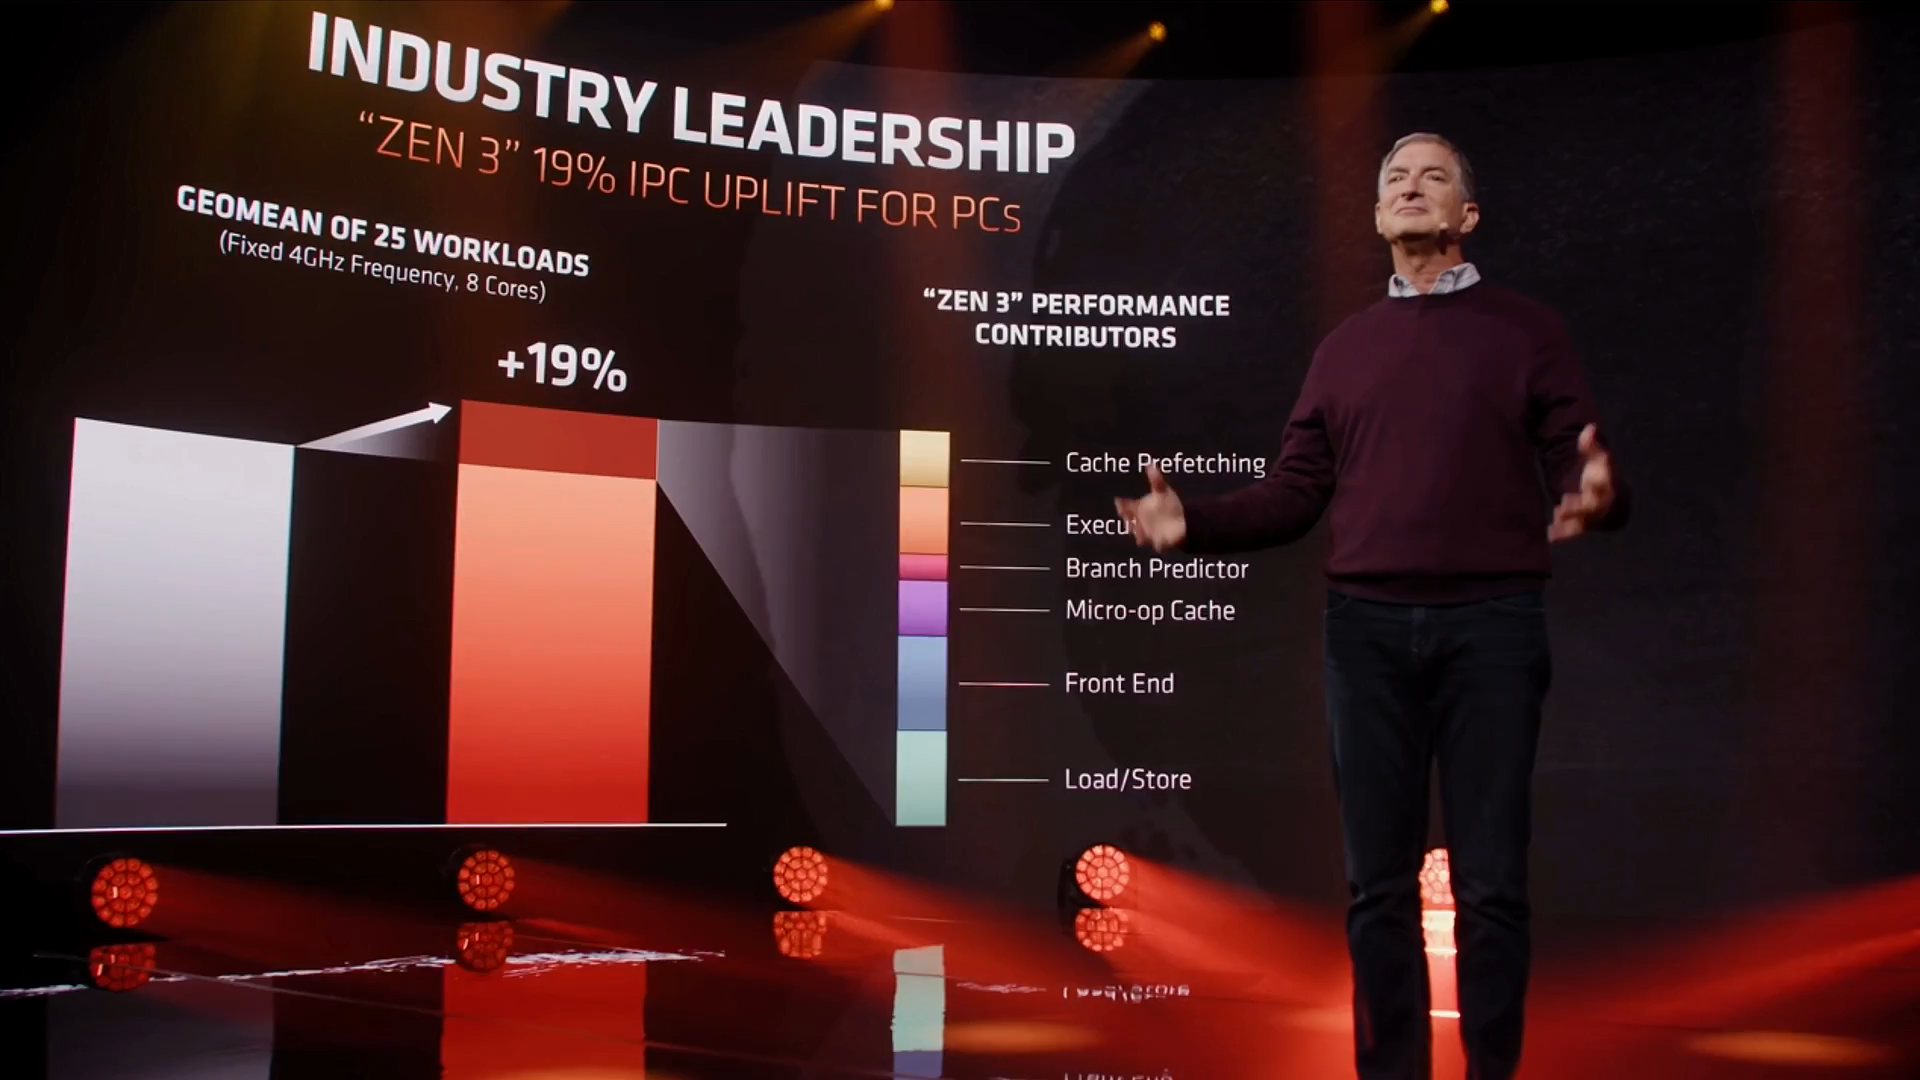 INDUSTRY LEADERSHIP
“ZEN 3” 19% IPC UPLIFT FOR PCs
GEOMEAN OF 25 WORKLOADS
(Fixed 4GHz Frequency, 8 Cores)
+19%
“ZEN 3” PERFORMANCE
CONTRIBUTORS
Cache Prefetching
Branch Predictor
Micro-op Cache
Front End
Load/Store